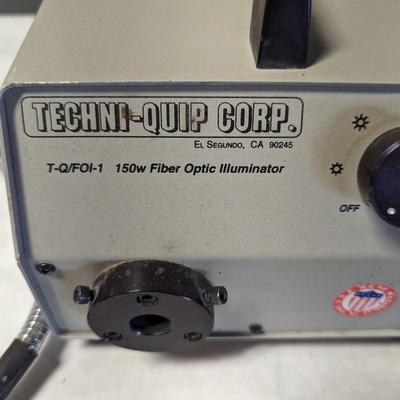 TECHNI-QUIP CORP.
EL SEGUNDO, CA 90245
T-Q/FOI-1 150w Fiber Optic Illuminator
OFF